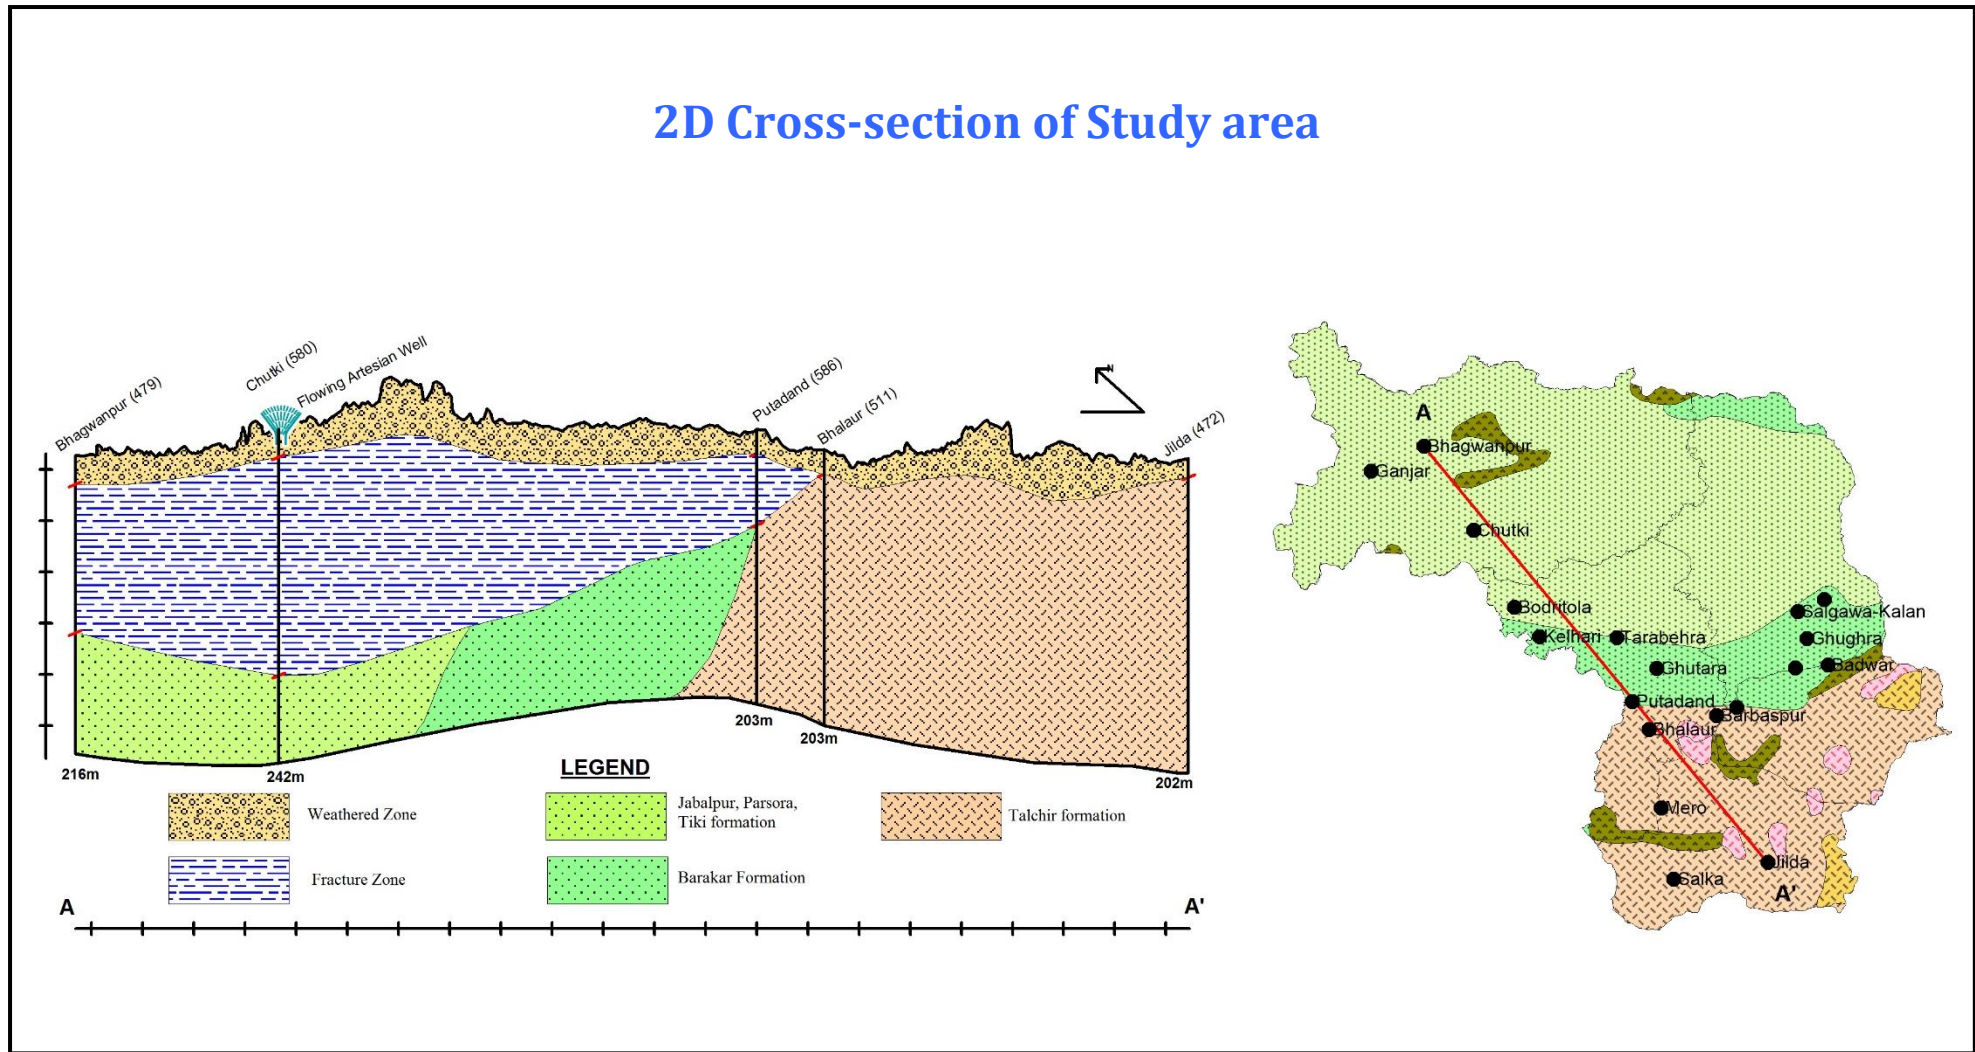 2D Cross-section of Study area
Bhagwanpur (479)
Chutki (580)
Flowing Artesian Well
Putadand (586)
Bhalaur (511)
Jilda (472)
N
216m
242m
203m
203m
202m
LEGEND
Weathered Zone
Jabalpur, Parsora,
Tiki formation
Talchir formation
Fracture Zone
Barakar Formation
A
A'
A
Bhagwanpur
Ganjar
Chutki
Bodritola
Kelhari
Tarabehra
Salgawa-Kalan
Ghughra
Ghutara
Badwar
Putadand
Barbaspur
Bhalaur
Mero
Jilda
Salka
A'